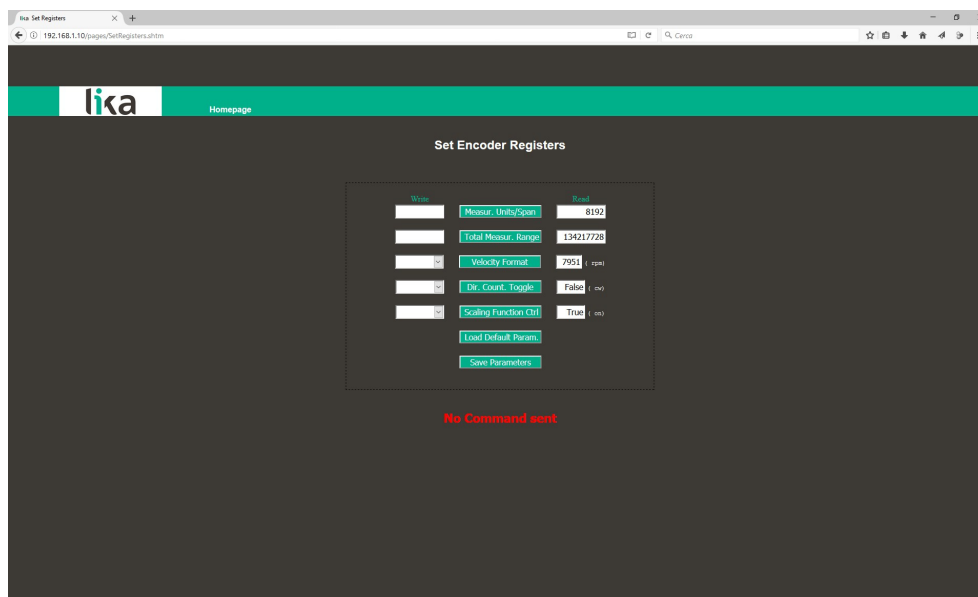 lika Set Registers
192.168.1.10/pages/SetRegisters.shtm
Cerca
lika
Homepage
Set Encoder Registers
Write Read
Measur. Units/Span 8192
Total Measur. Range 134217728
Velocity Format 7951 ( rpm)
Dir. Count. Toggle False ( cw)
Scaling Function Ctrl True ( on)
Load Default Param.
Save Parameters
No Command sent